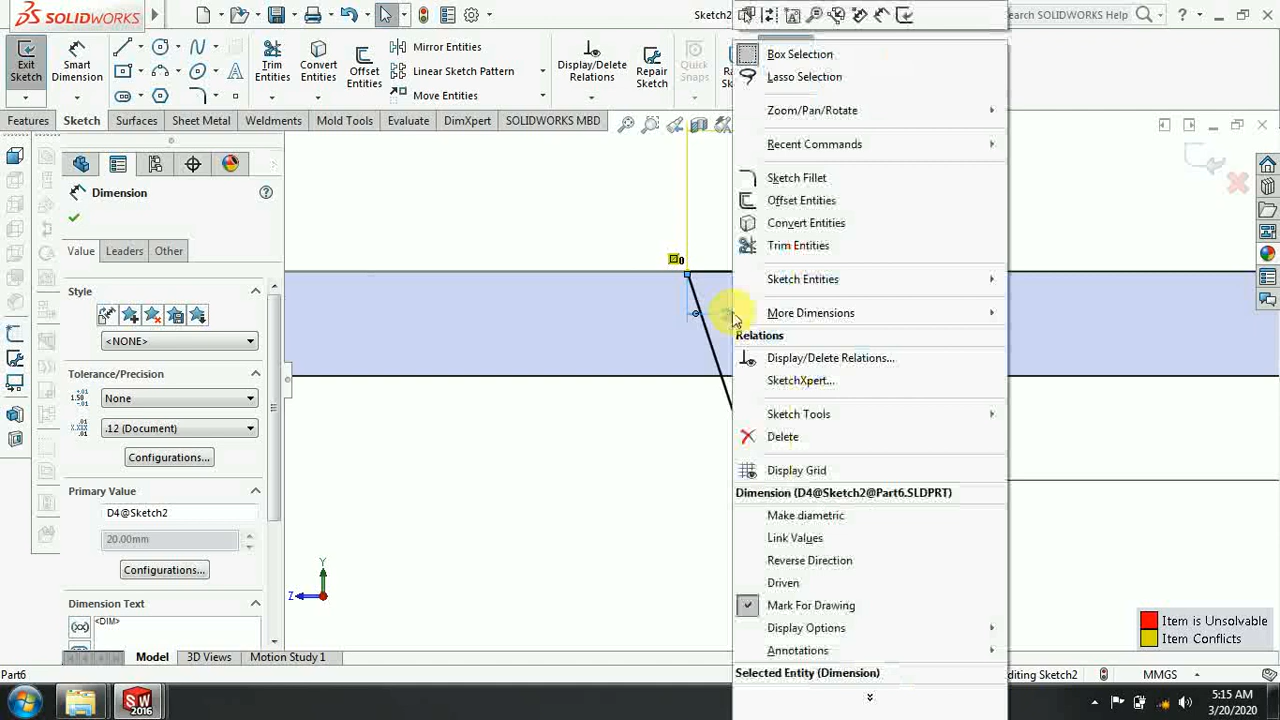 SOLIDWORKS
Sketch2
Search SOLIDWORKS Help
Exit Sketch
Smart Dimension
Trim Entities
Convert Entities
Offset Entities
Mirror Entities
Linear Sketch Pattern
Move Entities
Display/Delete Relations
Repair Sketch
Quick Snaps
Features
Sketch
Surfaces
Sheet Metal
Weldments
Mold Tools
Evaluate
DimXpert
SOLIDWORKS MBD
Dimension
Value
Leaders
Other
Style
<NONE>
Tolerance/Precision
None
.12 (Document)
Configurations...
Primary Value
D4@Sketch2
20.00mm
Configurations...
Dimension Text
<DIM>
0
Y
Z
Box Selection
Lasso Selection
Zoom/Pan/Rotate
Recent Commands
Sketch Fillet
Offset Entities
Convert Entities
Trim Entities
Sketch Entities
More Dimensions
Relations
Display/Delete Relations...
SketchXpert...
Sketch Tools
Delete
Display Grid
Dimension (D4@Sketch2@Part6.SLDPRT)
Make diametric
Link Values
Reverse Direction
Driven
Mark For Drawing
Display Options
Annotations
Selected Entity (Dimension)
Item is Unsolvable
Item Conflicts
Model
3D Views
Motion Study 1
Part6
Sketch2
MMGS
SW 2016
5:15 AM
3/20/2020